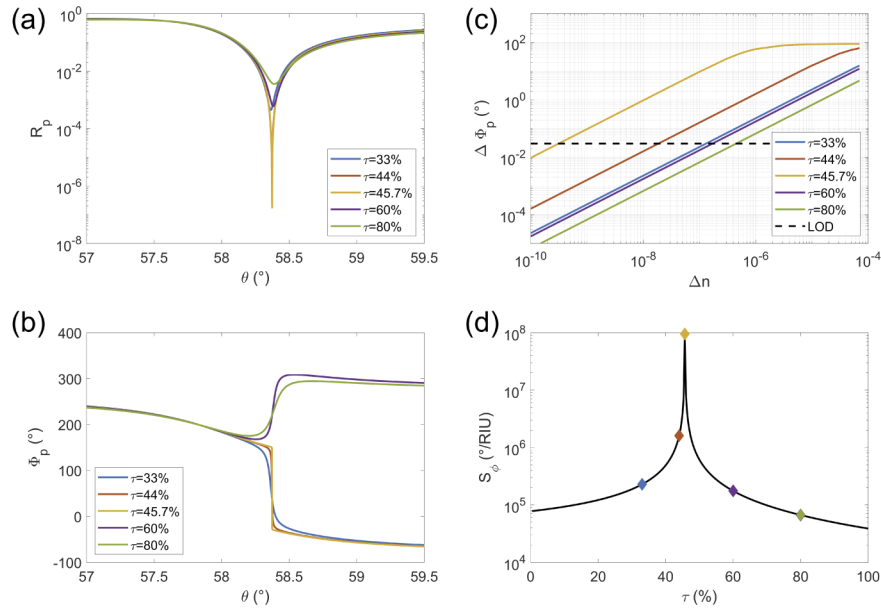 (a)
10^0
10^-2
10^-4
10^-6
10^-8
R_p
57
57.5
58
58.5
59
59.5
θ (°)
τ=33%
τ=44%
τ=45.7%
τ=60%
τ=80%
(c)
10^2
10^0
10^-2
10^-4
Δ Φ_p (°)
10^-10
10^-8
10^-6
10^-4
Δn
τ=33%
τ=44%
τ=45.7%
τ=60%
τ=80%
LOD
(b)
400
300
200
100
0
-100
Φ_p (°)
57
57.5
58
58.5
59
59.5
θ (°)
τ=33%
τ=44%
τ=45.7%
τ=60%
τ=80%
(d)
10^8
10^7
10^6
10^5
10^4
S_ϕ (°/RIU)
0
20
40
60
80
100
τ (%)